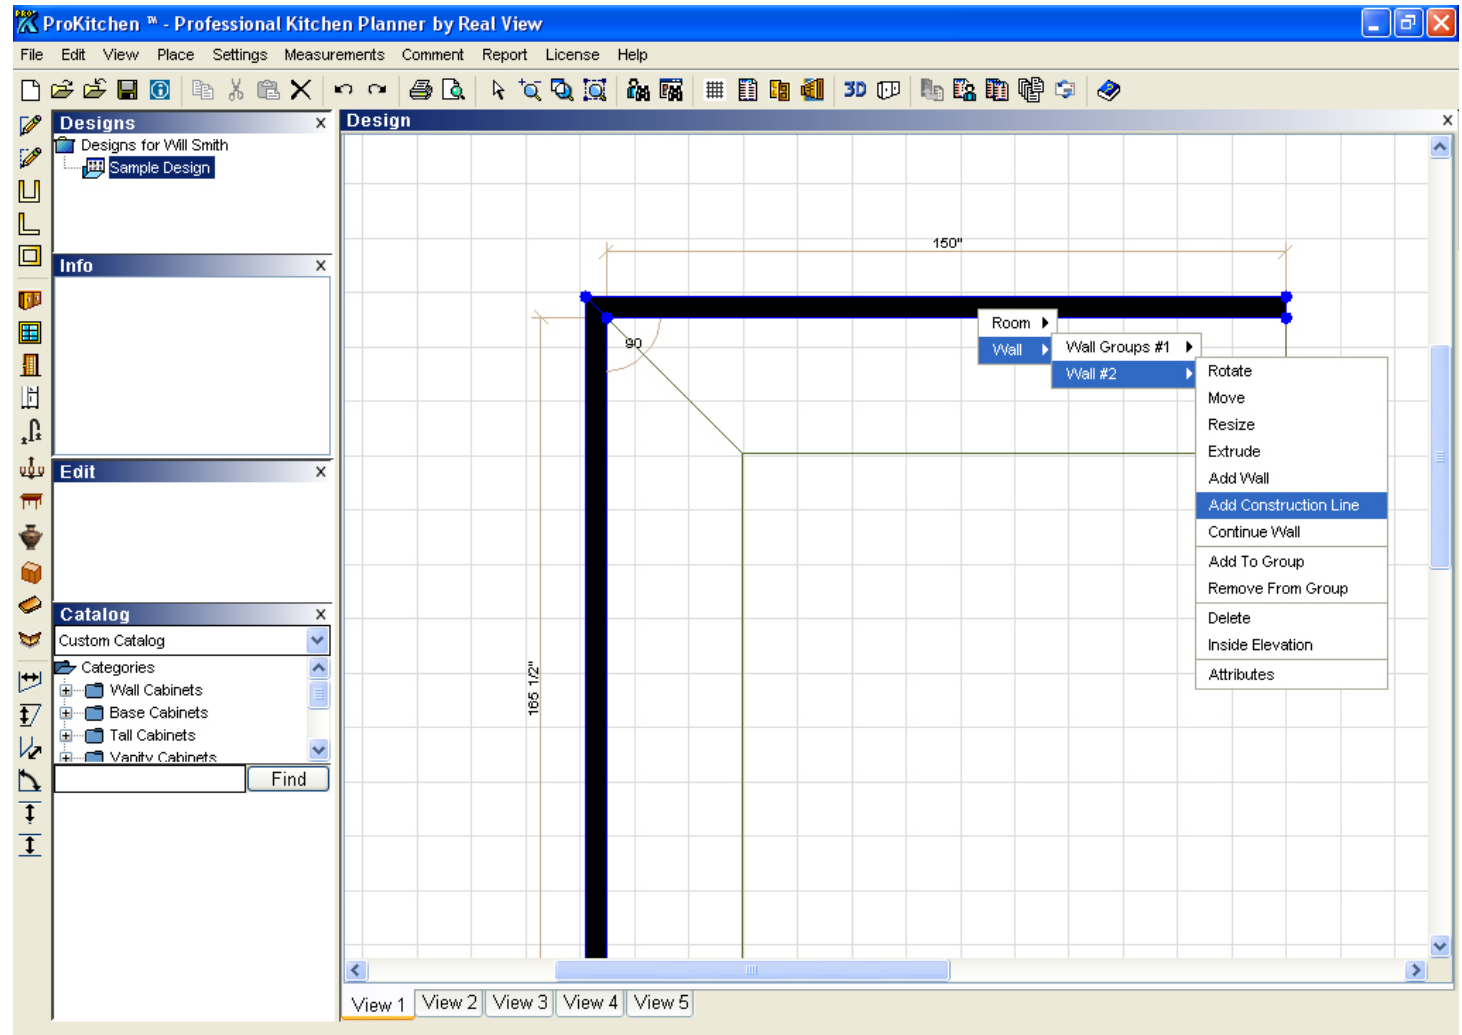 ProKitchen ™ - Professional Kitchen Planner by Real View
File Edit View Place Settings Measurements Comment Report License Help
3D
Designs x
Designs for Will Smith
Sample Design
Info x
Edit x
Catalog x
Custom Catalog
Categories
Wall Cabinets
Base Cabinets
Tall Cabinets
Vanity Cabinets
Find
Design x
150"
90
165 1/2"
Room
Wall
Wall Groups #1
Wall #2
Rotate
Move
Resize
Extrude
Add Wall
Add Construction Line
Continue Wall
Add To Group
Remove From Group
Delete
Inside Elevation
Attributes
View 1 View 2 View 3 View 4 View 5